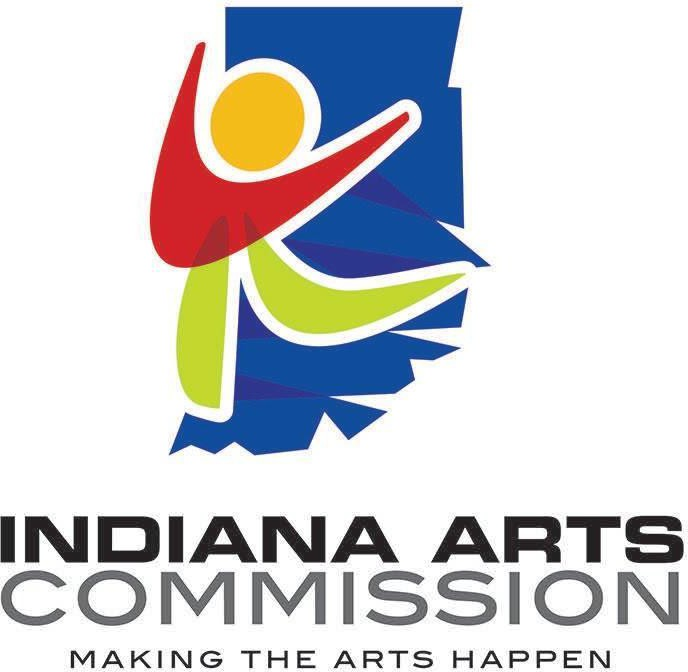 INDIANA ARTS
COMMISSION
MAKING THE ARTS HAPPEN